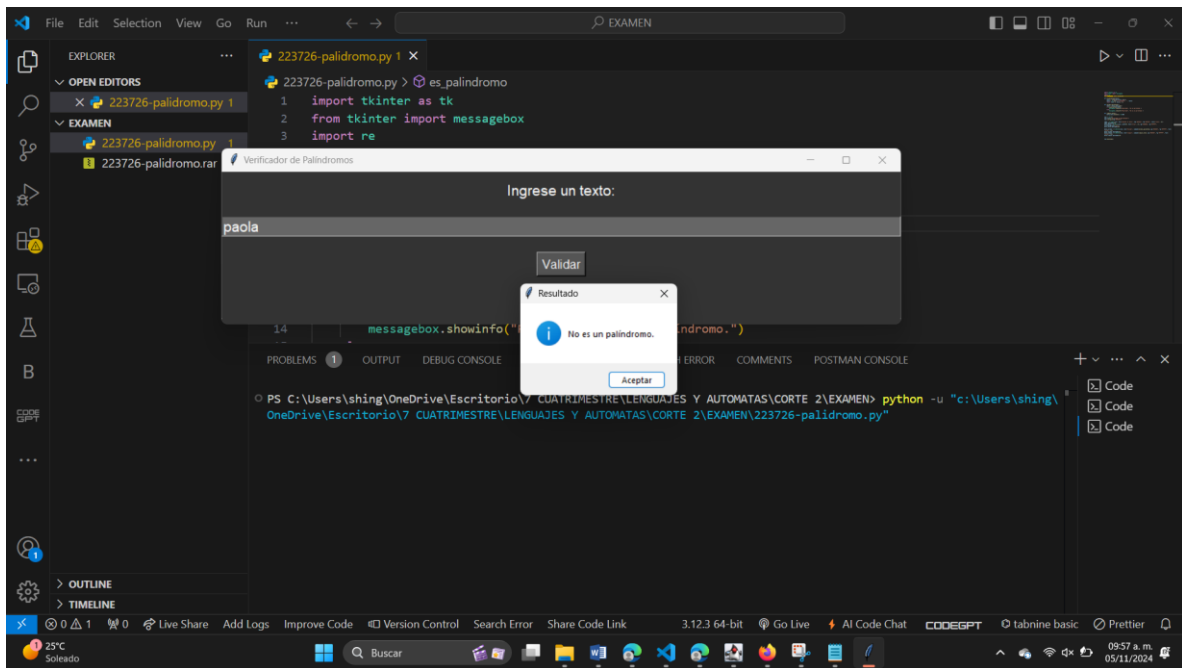 File Edit Selection View Go Run ··· EXAMEN
EXPLORER ···
OPEN EDITORS
223726-palidromo.py 1
EXAMEN
223726-palidromo.py 1
223726-palidromo.rar
OUTLINE
TIMELINE
223726-palidromo.py 1
223726-palidromo.py > es_palindromo
1 import tkinter as tk
2 from tkinter import messagebox
3 import re
Verificador de Palíndromos
Ingrese un texto:
paola
Validar
Resultado
No es un palíndromo.
Aceptar
14 messagebox.showinfo(" ndromo.")
PROBLEMS 1 OUTPUT DEBUG CONSOLE H ERROR COMMENTS POSTMAN CONSOLE
PS C:\Users\shing\OneDrive\Escritorio\7 CUATRIMESTRE\LENGUAJES Y AUTOMATAS\CORTE 2\EXAMEN> python -u "c:\Users\shing\
OneDrive\Escritorio\7 CUATRIMESTRE\LENGUAJES Y AUTOMATAS\CORTE 2\EXAMEN\223726-palidromo.py"
Code
Code
Code
B
CODE
GPT
1
0 1 0 Live Share Add Logs Improve Code Version Control Search Error Share Code Link 3.12.3 64-bit Go Live AI Code Chat CODEGPT tabnine basic Prettier
1 25°C
Soleado
Buscar
09:57 a. m.
05/11/2024